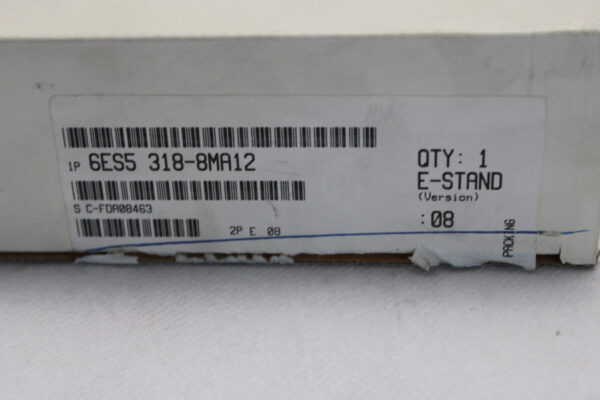 1P 6ES5 318-8MA12
S C-FDA08463
2P E 08
QTY: 1
E-STAND
(Version)
:08
PACKING